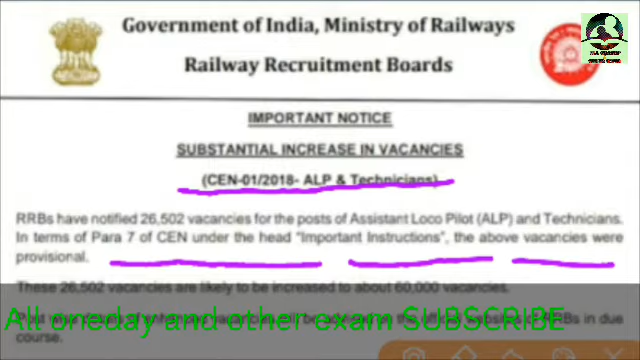 Government of India, Ministry of Railways
Railway Recruitment Boards
IMPORTANT NOTICE
SUBSTANTIAL INCREASE IN VACANCIES
(CEN-01/2018- ALP & Technicians)
RRBs have notified 26,502 vacancies for the posts of Assistant Loco Pilot (ALP) and Technicians.
In terms of Para 7 of CEN under the head "Important Instructions", the above vacancies were
provisional.
These 26,502 vacancies are likely to be increased to about 60,000 vacancies.
All oneday and other exam SUBSCRIBE
of RRBs in due
course.